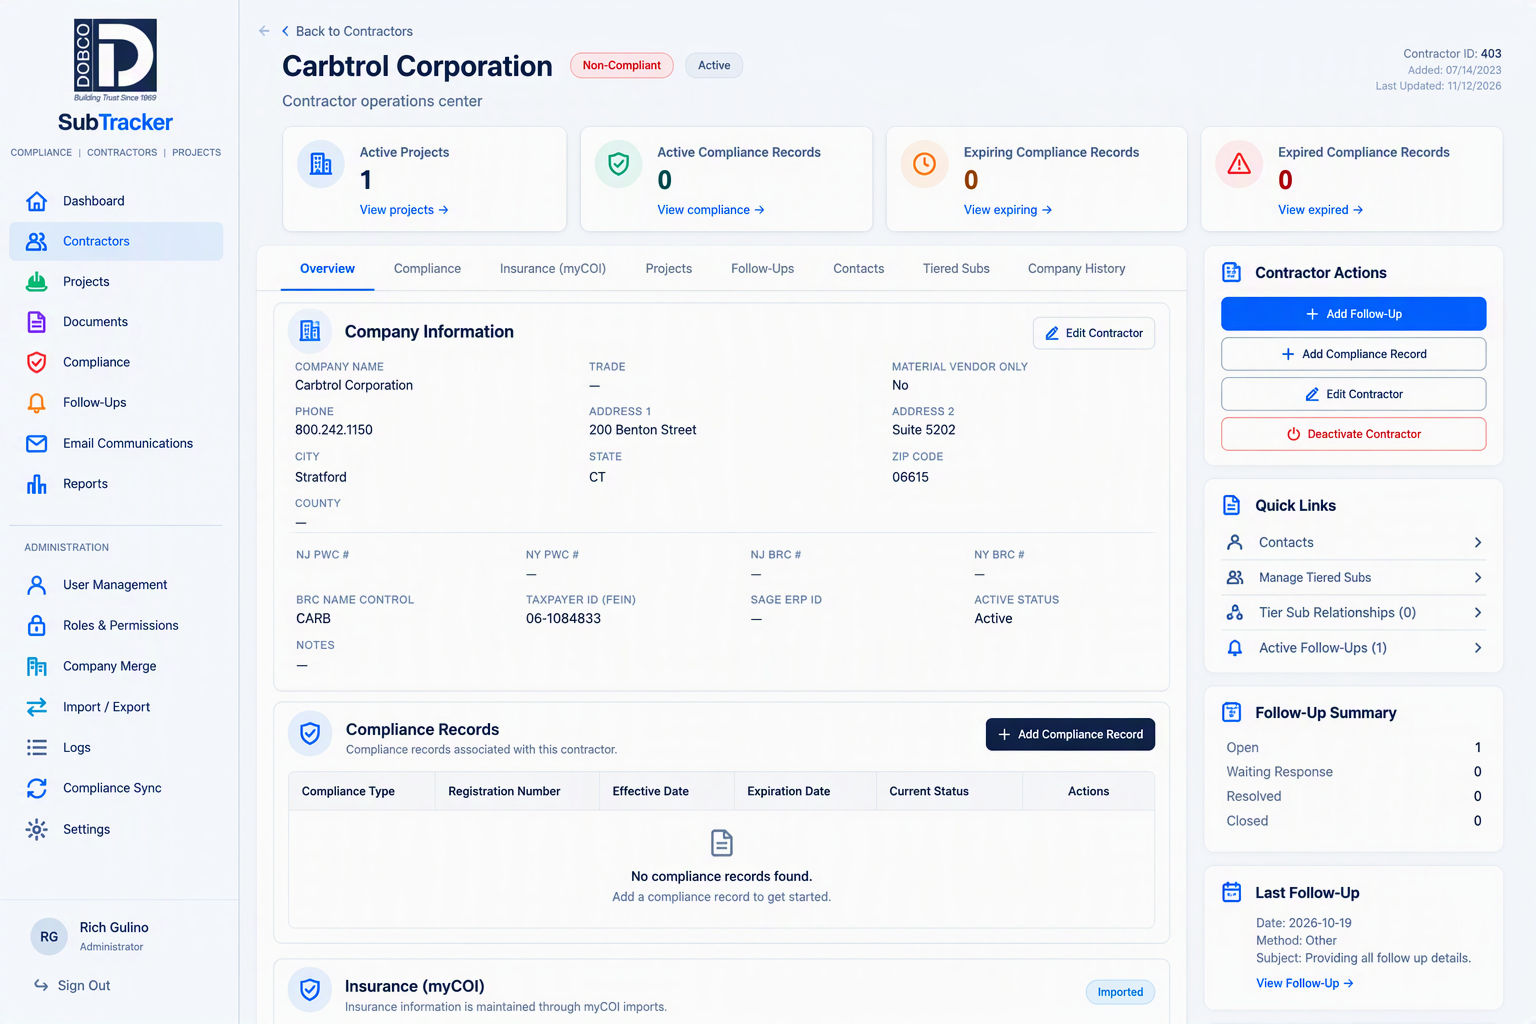 DOBCO
Building Trust Since 1969
SubTracker
COMPLIANCE | CONTRACTORS | PROJECTS
Dashboard
Contractors
Projects
Documents
Compliance
Follow-Ups
Email Communications
Reports
ADMINISTRATION
User Management
Roles & Permissions
Company Merge
Import / Export
Logs
Compliance Sync
Settings
RG
Rich Gulino
Administrator
Sign Out
Back to Contractors
Carbtrol Corporation
Non-Compliant
Active
Contractor operations center
Contractor ID: 403
Added: 07/14/2023
Last Updated: 11/12/2026
Active Projects
1
View projects →
Active Compliance Records
0
View compliance →
Expiring Compliance Records
0
View expiring →
Expired Compliance Records
0
View expired →
Overview Compliance Insurance (myCOI) Projects Follow-Ups Contacts Tiered Subs Company History
Company Information
Edit Contractor
COMPANY NAME TRADE MATERIAL VENDOR ONLY
Carbtrol Corporation — No
PHONE ADDRESS 1 ADDRESS 2
800.242.1150 200 Benton Street Suite 5202
CITY STATE ZIP CODE
Stratford CT 06615
COUNTY
—
NJ PWC # NY PWC # NJ BRC # NY BRC #
— — —
BRC NAME CONTROL TAXPAYER ID (FEIN) SAGE ERP ID ACTIVE STATUS
CARB 06-1084833 — Active
NOTES
—
Compliance Records
Compliance records associated with this contractor.
+ Add Compliance Record
Compliance Type Registration Number Effective Date Expiration Date Current Status Actions
No compliance records found.
Add a compliance record to get started.
Insurance (myCOI)
Insurance information is maintained through myCOI imports.
Imported
Contractor Actions
+ Add Follow-Up
+ Add Compliance Record
Edit Contractor
Deactivate Contractor
Quick Links
Contacts
Manage Tiered Subs
Tier Sub Relationships (0)
Active Follow-Ups (1)
Follow-Up Summary
Open 1
Waiting Response 0
Resolved 0
Closed 0
Last Follow-Up
Date: 2026-10-19
Method: Other
Subject: Providing all follow up details.
View Follow-Up →